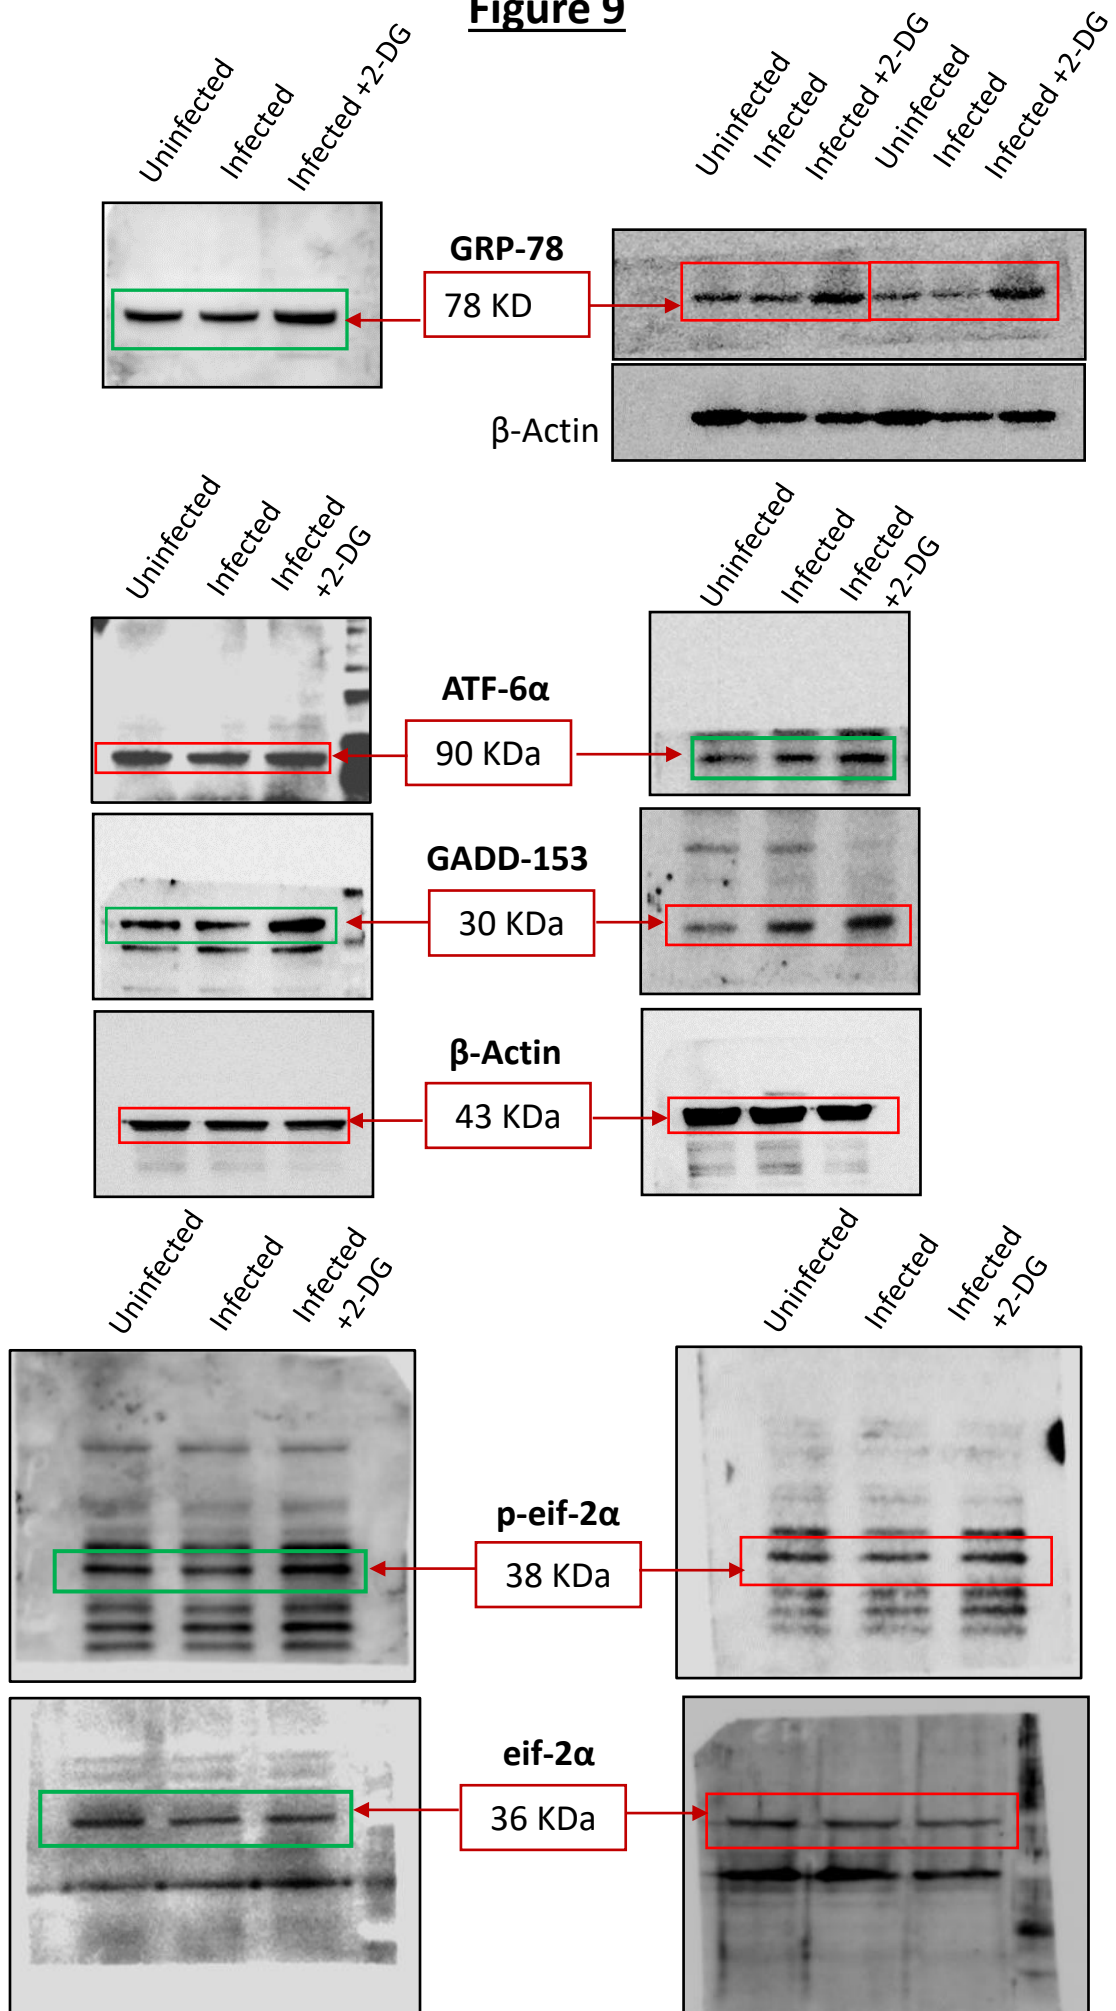 Figure 9
Uninfected
Infected
Infected +2-DG
Uninfected
Infected
Infected +2-DG
Uninfected
Infected
Infected +2-DG
GRP-78
78 KD
β-Actin
Uninfected
Infected
Infected
+2-DG
Uninfected
Infected
Infected
+2-DG
ATF-6α
90 KDa
GADD-153
30 KDa
β-Actin
43 KDa
Uninfected
Infected
Infected
+2-DG
Uninfected
Infected
Infected
+2-DG
p-eif-2α
38 KDa
eif-2α
36 KDa